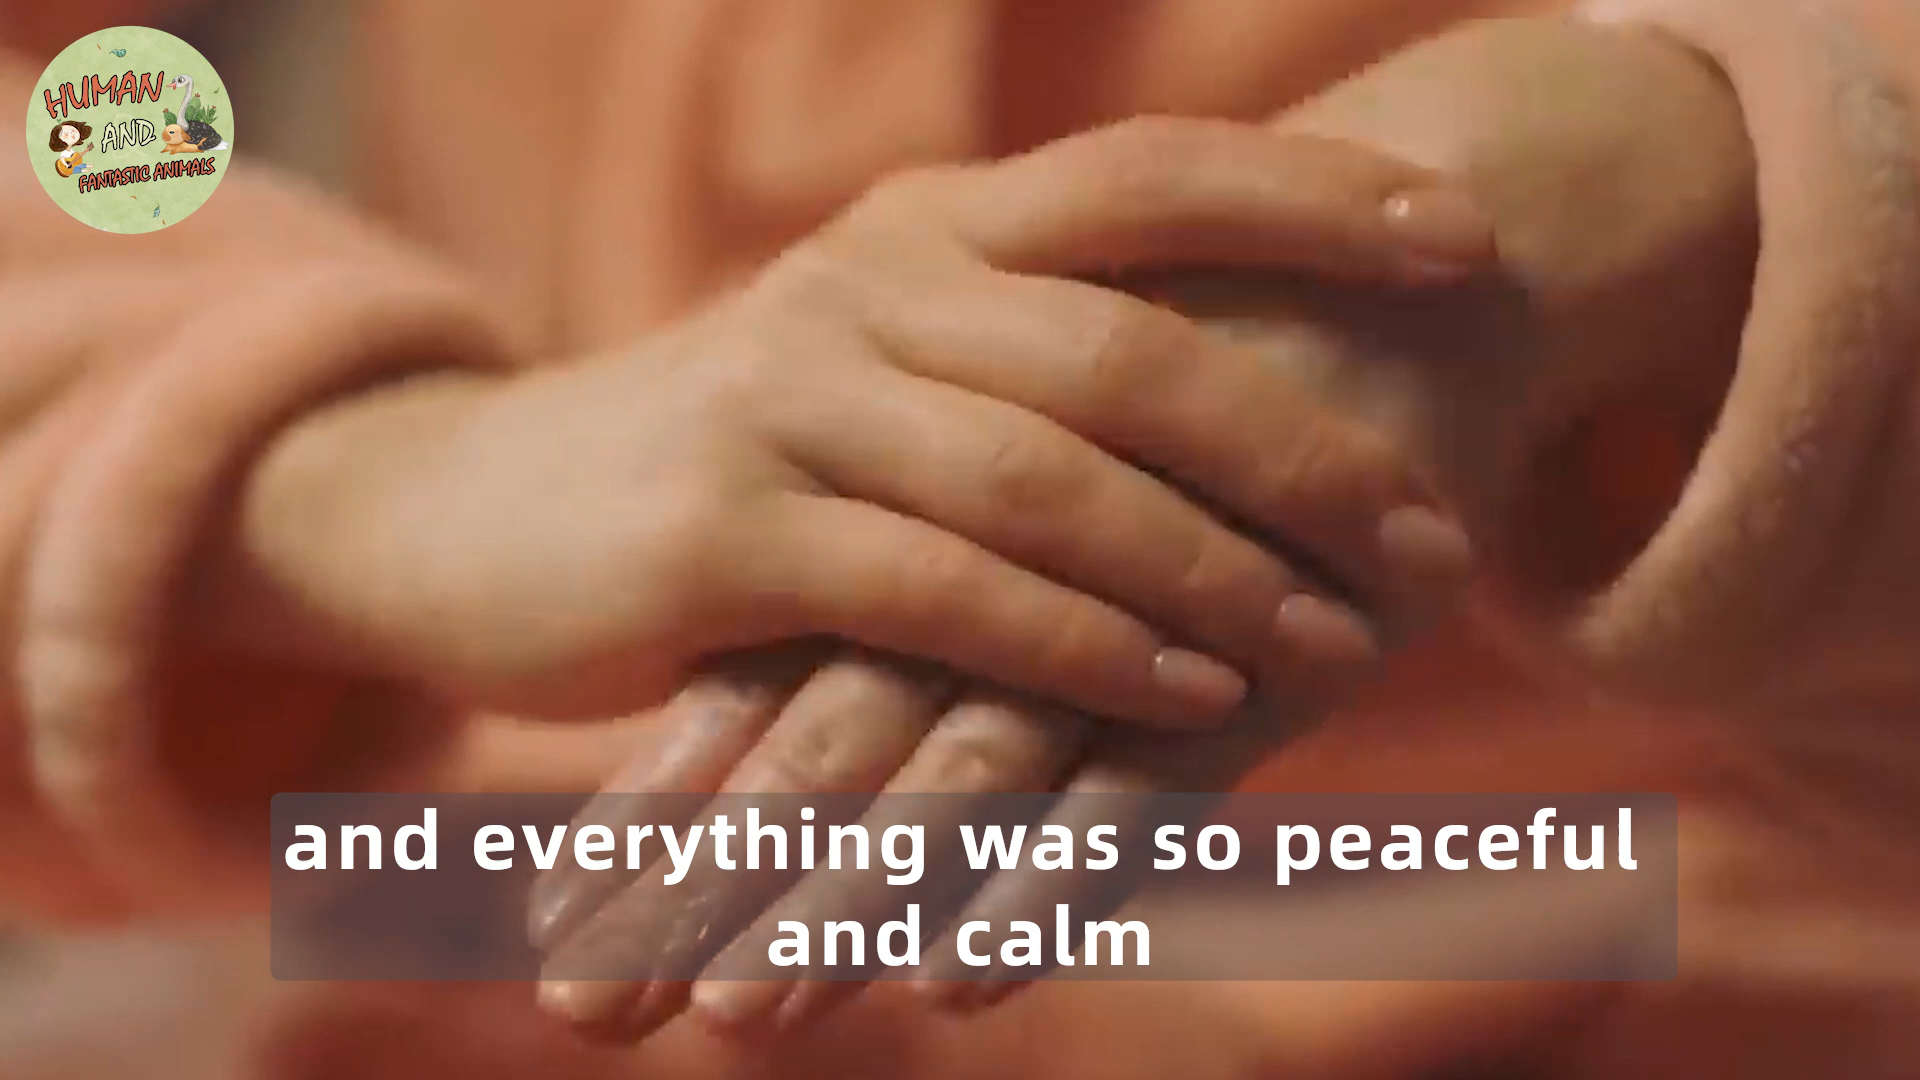 HUMAN
AND
FANTASTIC ANIMALS
and everything was so peaceful
and calm